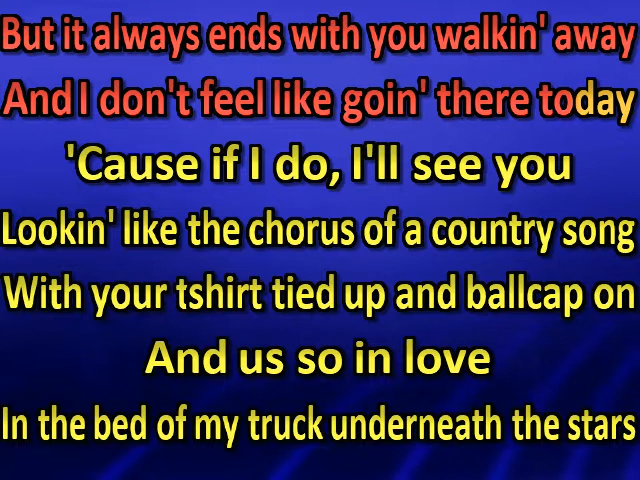 But it always ends with you walkin' away
And I don't feel like goin' there today
'Cause if I do, I'll see you
Lookin' like the chorus of a country song
With your tshirt tied up and ballcap on
And us so in love
In the bed of my truck underneath the stars